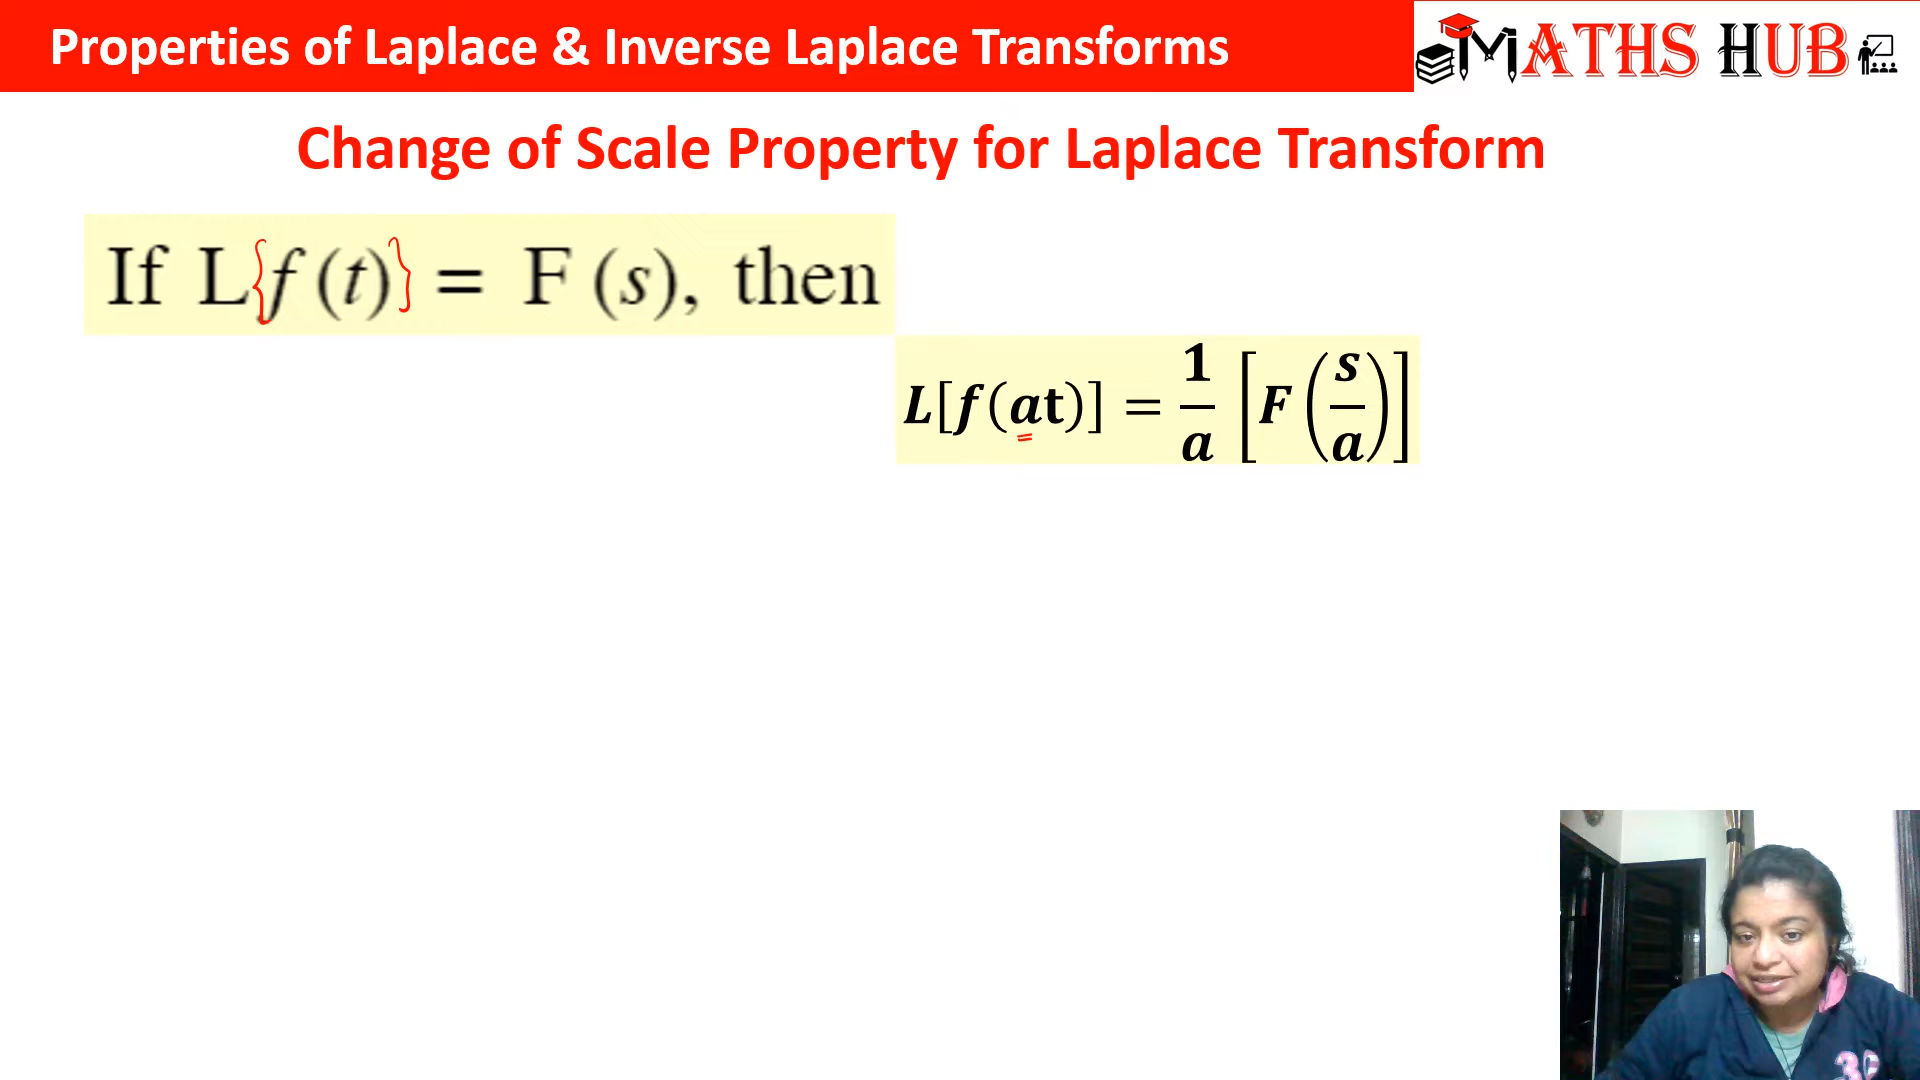 Properties of Laplace & Inverse Laplace Transforms
MATHS HUB
Change of Scale Property for Laplace Transform
If L{f (t)} = F (s), then
L[f(at)] = 1/a [F(s/a)]